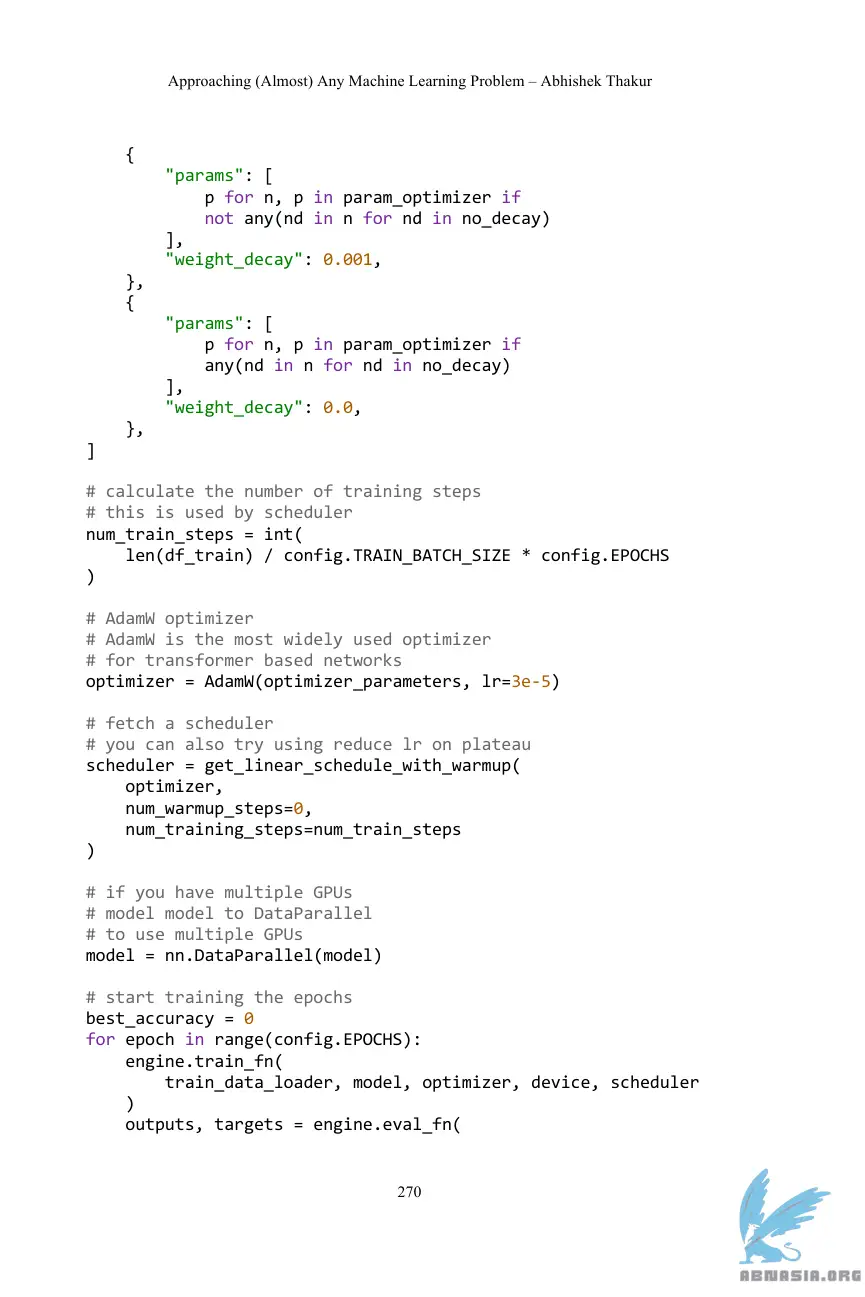 Approaching (Almost) Any Machine Learning Problem – Abhishek Thakur
    {
        "params": [
            p for n, p in param_optimizer if
            not any(nd in n for nd in no_decay)
        ],
        "weight_decay": 0.001,
    },
    {
        "params": [
            p for n, p in param_optimizer if
            any(nd in n for nd in no_decay)
        ],
        "weight_decay": 0.0,
    },
]
# calculate the number of training steps
# this is used by scheduler
num_train_steps = int(
    len(df_train) / config.TRAIN_BATCH_SIZE * config.EPOCHS
)
# AdamW optimizer
# AdamW is the most widely used optimizer
# for transformer based networks
optimizer = AdamW(optimizer_parameters, lr=3e-5)
# fetch a scheduler
# you can also try using reduce lr on plateau
scheduler = get_linear_schedule_with_warmup(
    optimizer,
    num_warmup_steps=0,
    num_training_steps=num_train_steps
)
# if you have multiple GPUs
# model model to DataParallel
# to use multiple GPUs
model = nn.DataParallel(model)
# start training the epochs
best_accuracy = 0
for epoch in range(config.EPOCHS):
    engine.train_fn(
        train_data_loader, model, optimizer, device, scheduler
    )
    outputs, targets = engine.eval_fn(
270
ABNASIA.ORG